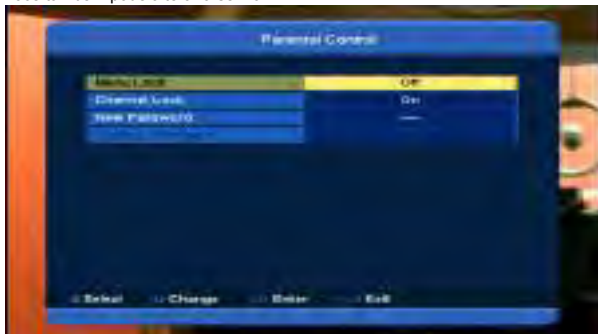 Parental Control
Menu Lock Off
Channel Lock On
New Password ----
Select Change Enter Exit